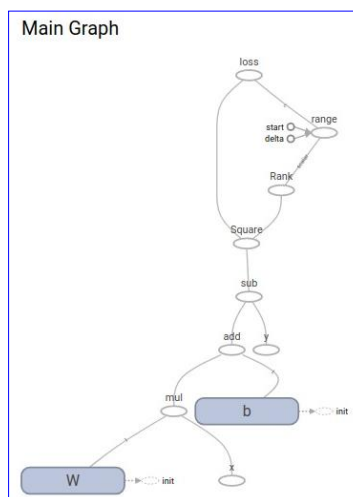 Main Graph
loss
range
start
delta
Rank
Square
sub
add
y
mul
b
init
x
W
init